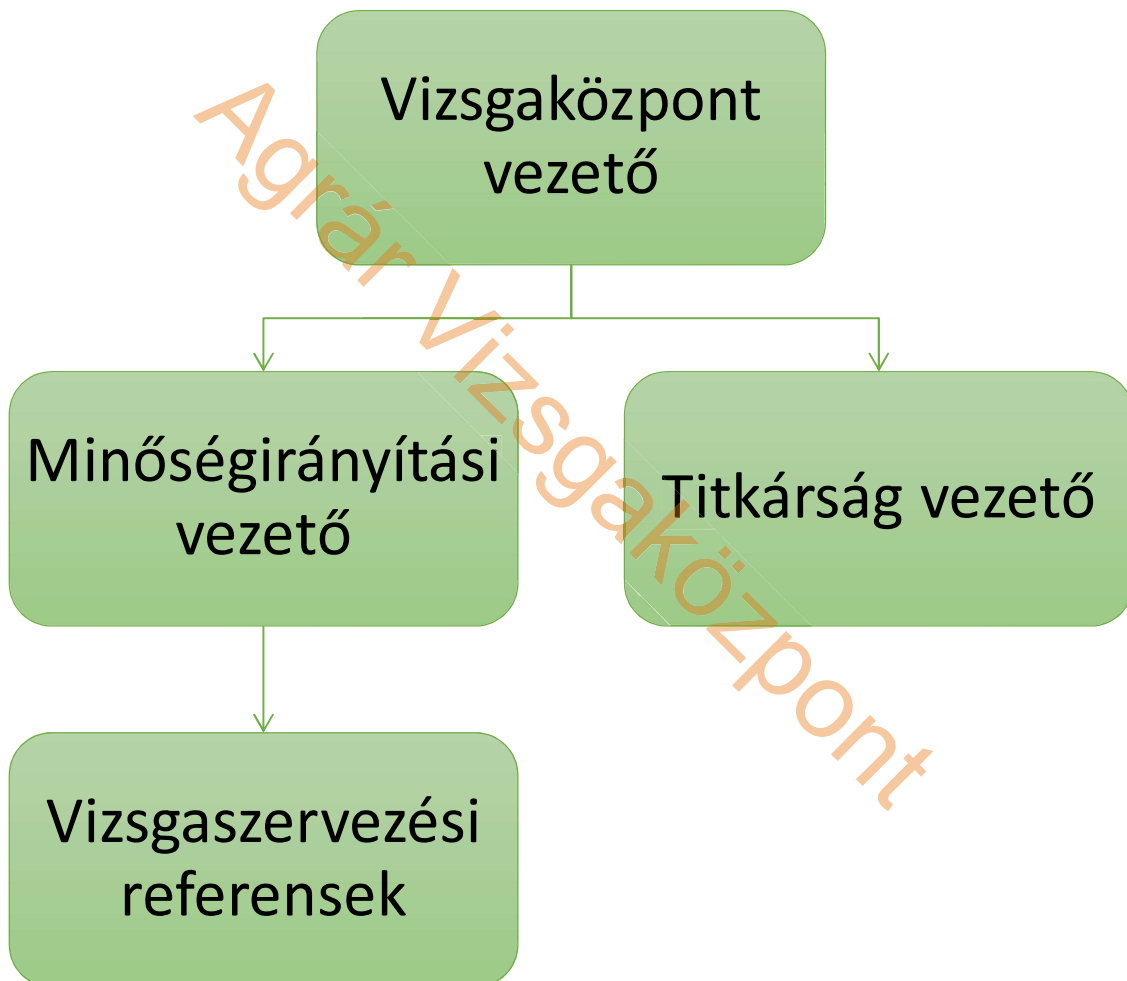 Vizsgaközpont
vezető
Agrár Vizsgaközpont
Minőségirányítási
vezető
Titkárság vezető
Vizsgaszervezési
referensek